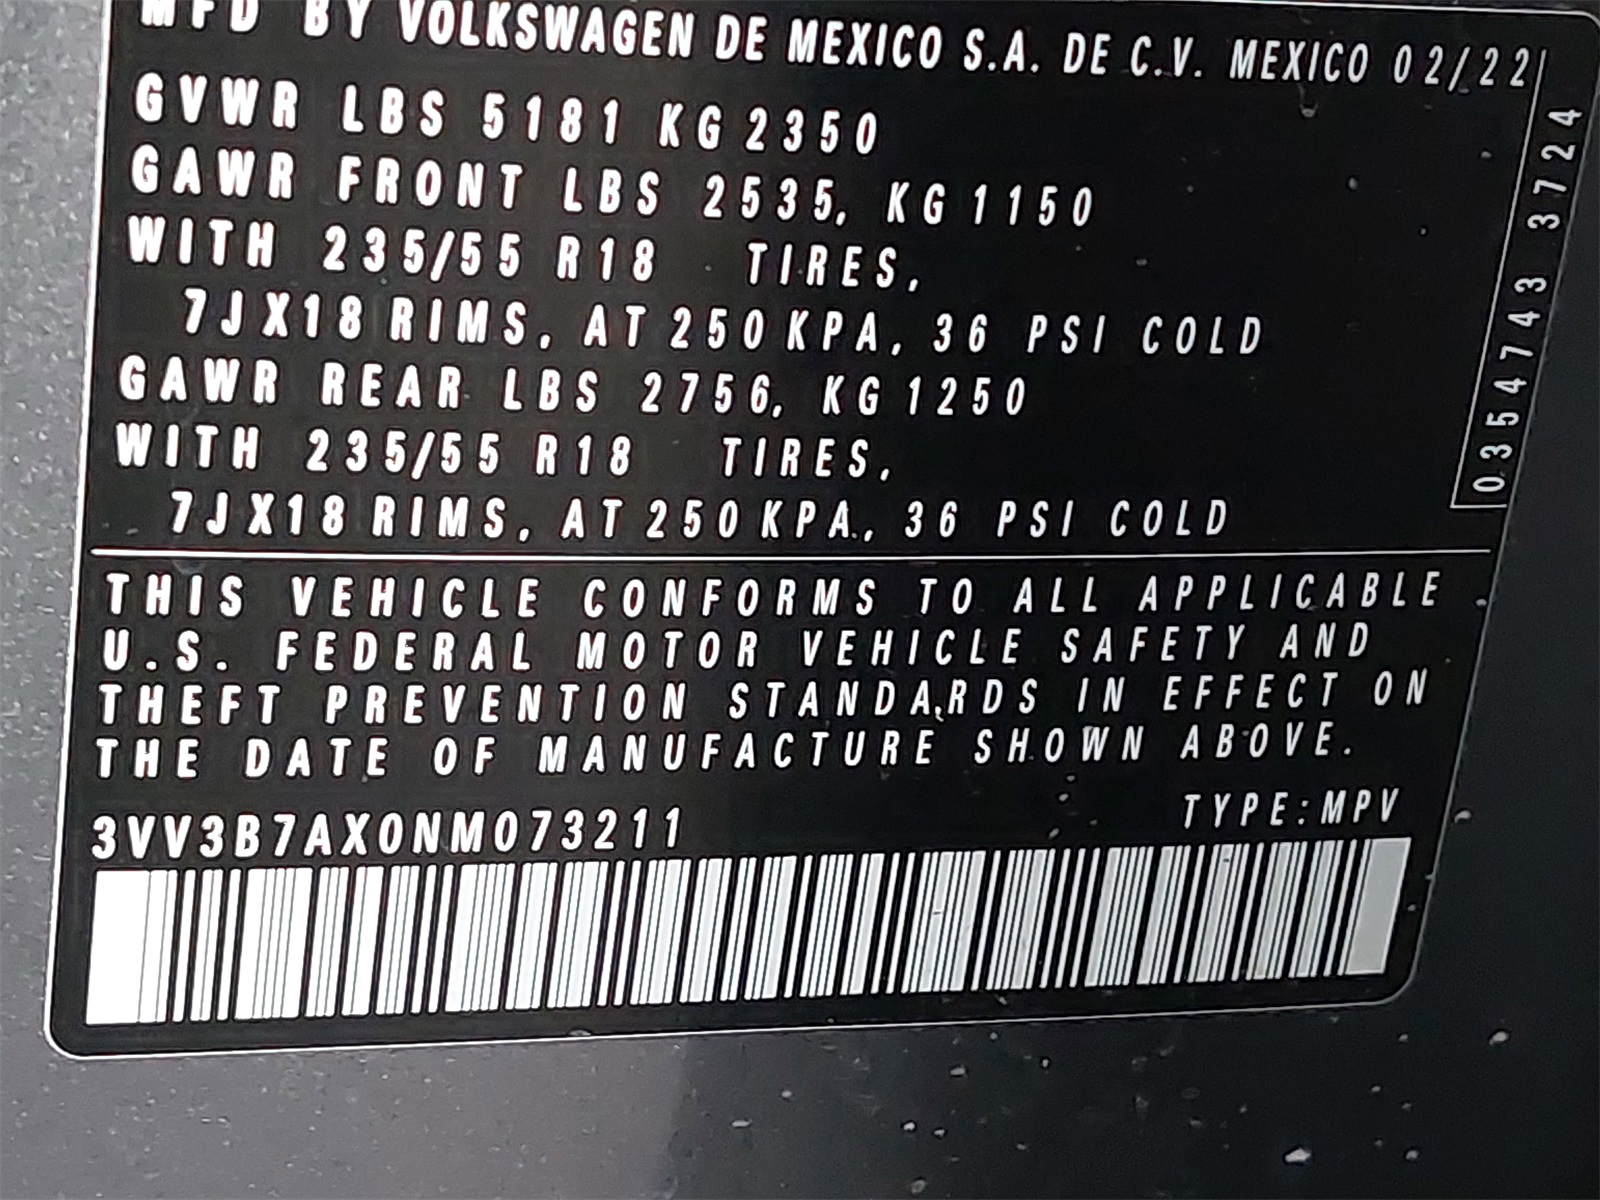 MFD BY VOLKSWAGEN DE MEXICO S.A. DE C.V. MEXICO 02/22
GVWR LBS 5181 KG 2350
GAWR FRONT LBS 2535, KG 1150
WITH 235/55 R18 TIRES,
7JX18 RIMS, AT 250 KPA, 36 PSI COLD
GAWR REAR LBS 2756, KG 1250
WITH 235/55 R18 TIRES,
7JX18 RIMS, AT 250 KPA, 36 PSI COLD
0354743 3724
THIS VEHICLE CONFORMS TO ALL APPLICABLE
U.S. FEDERAL MOTOR VEHICLE SAFETY AND
THEFT PREVENTION STANDARDS IN EFFECT ON
THE DATE OF MANUFACTURE SHOWN ABOVE.
3VV3B7AX0NM073211 TYPE: MPV